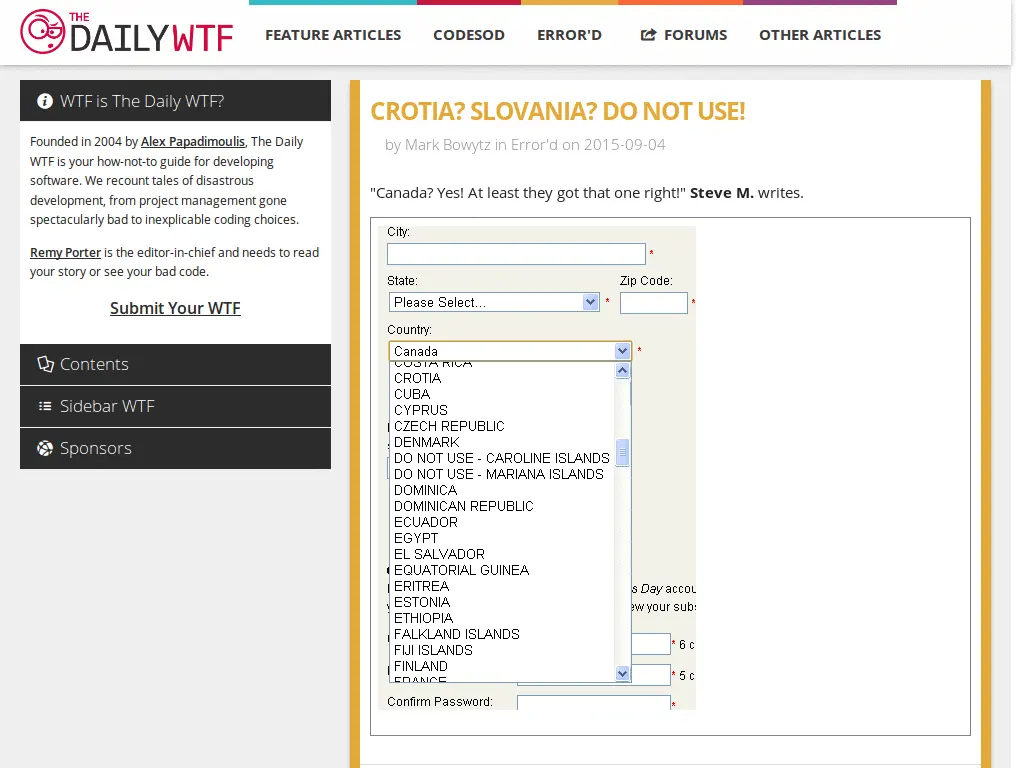 THE
DAILYWTF
FEATURE ARTICLES
CODESOD
ERROR'D
FORUMS
OTHER ARTICLES
WTF is The Daily WTF?
Founded in 2004 by Alex Papadimoulis, The Daily
WTF is your how-not-to guide for developing
software. We recount tales of disastrous
development, from project management gone
spectacularly bad to inexplicable coding choices.
Remy Porter is the editor-in-chief and needs to read
your story or see your bad code.
Submit Your WTF
Contents
Sidebar WTF
Sponsors
CROTIA? SLOVANIA? DO NOT USE!
by Mark Bowytz in Error'd on 2015-09-04
"Canada? Yes! At least they got that one right!" Steve M. writes.
City:
*
State:
Zip Code:
Please Select...
*
*
Country:
Canada
*
COSTA RICA
CROTIA
CUBA
CYPRUS
CZECH REPUBLIC
DENMARK
DO NOT USE - CAROLINE ISLANDS
DO NOT USE - MARIANA ISLANDS
DOMINICA
DOMINICAN REPUBLIC
ECUADOR
EGYPT
EL SALVADOR
EQUATORIAL GUINEA
ERITREA
s Day accou
ESTONIA
ew your subs
ETHIOPIA
FALKLAND ISLANDS
* 6 c
FIJI ISLANDS
FINLAND
* 5 c
FRANCE
Confirm Password:
*